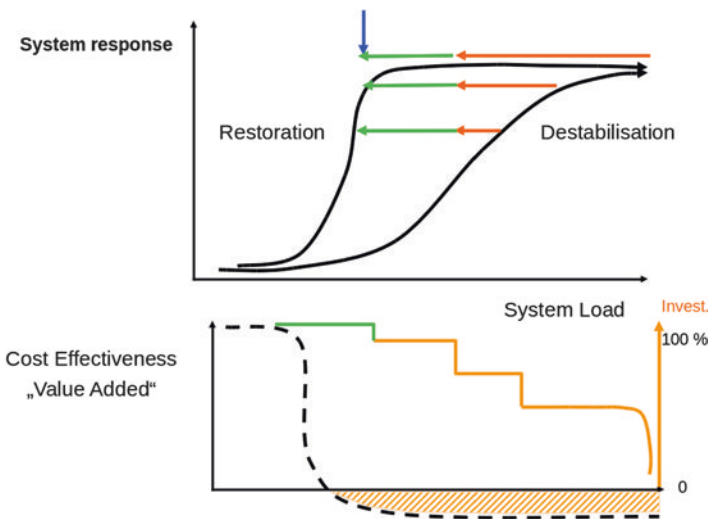 System response
Restoration
Destabilisation
System Load
Invest.
100 %
Cost Effectiveness
„Value Added“
0